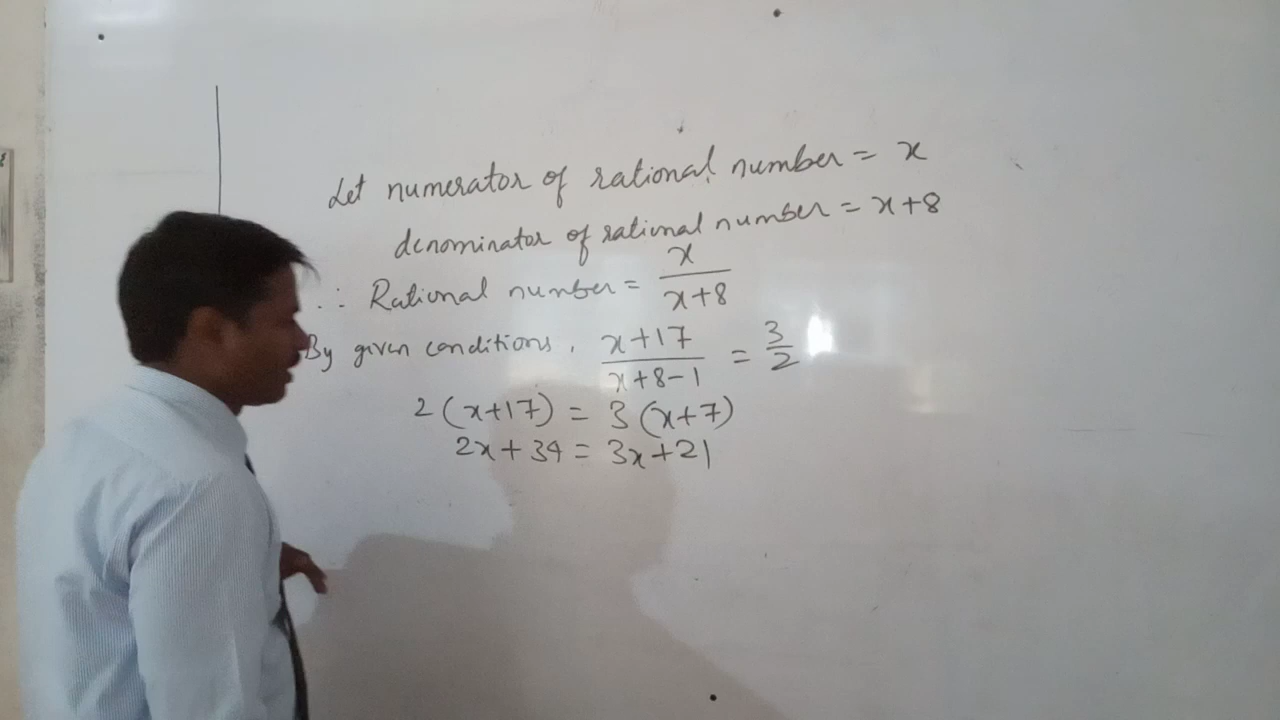 Let numerator of rational number = x
denominator of rational number = x+8
∴ Rational number = x/(x+8)
By given conditions, (x+17)/(x+8-1) = 3/2
2(x+17) = 3(x+7)
2x+34 = 3x+21